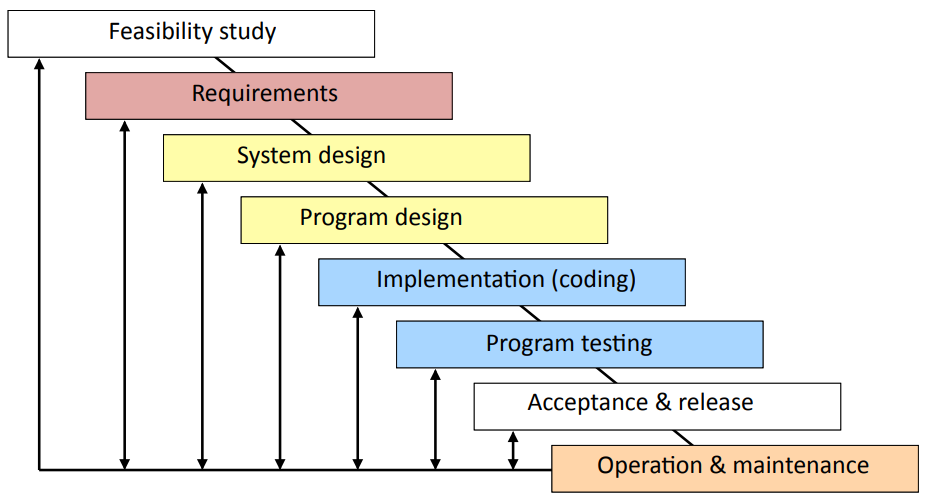 Feasibility study
Requirements
System design
Program design
Implementation (coding)
Program testing
Acceptance & release
Operation & maintenance